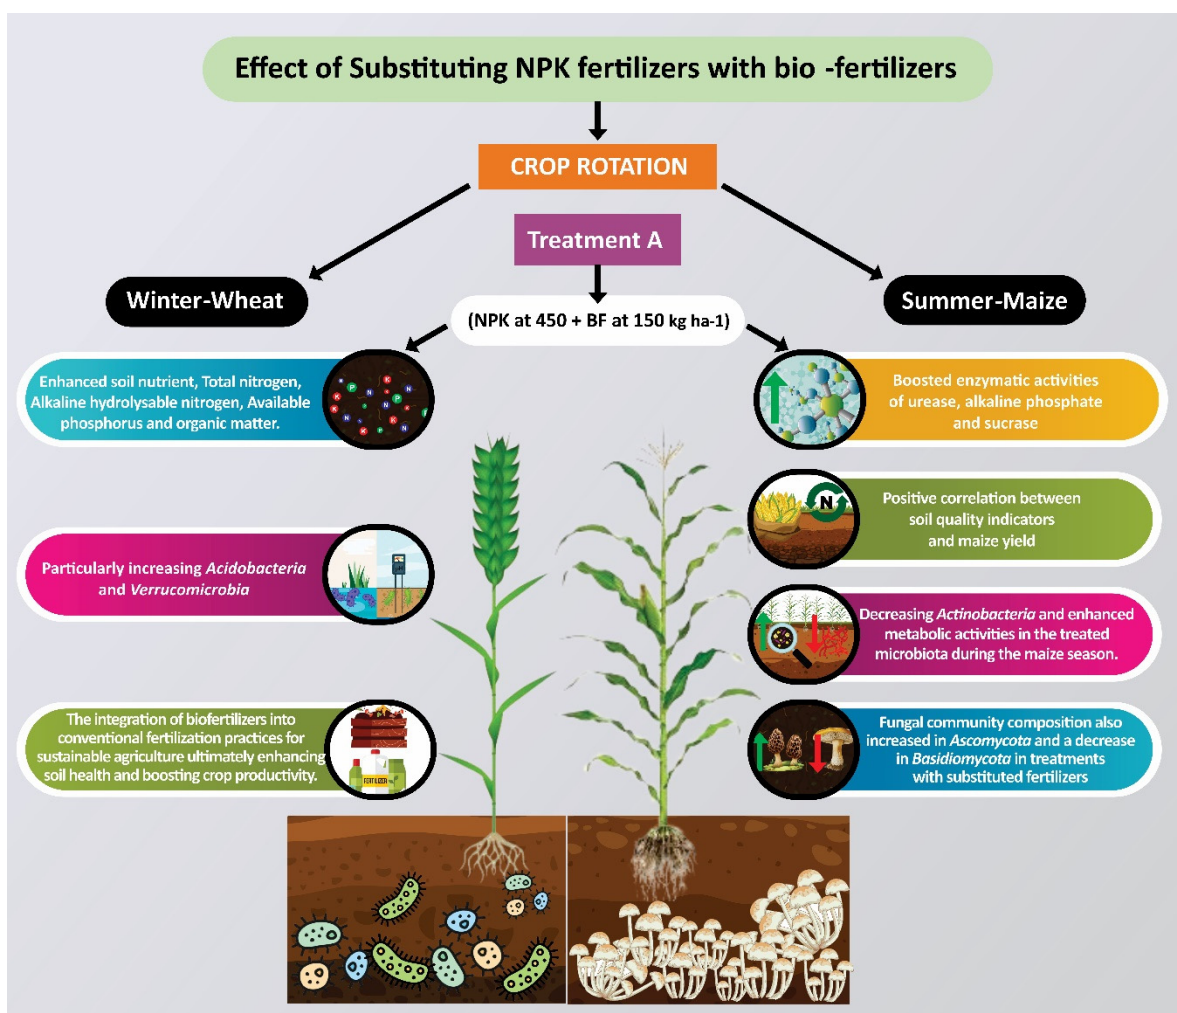 Effect of Substituting NPK fertilizers with bio -fertilizers
CROP ROTATION
Treatment A
Winter-Wheat
Summer-Maize
(NPK at 450 + BF at 150 kg ha-1)
Enhanced soil nutrient, Total nitrogen,
Alkaline hydrolysable nitrogen, Available
phosphorus and organic matter.
K
P
N
K
N
K
P
N
K
N
K
P
N
Particularly increasing Acidobacteria
and Verrucomicrobia
The integration of biofertilizers into
conventional fertilization practices for
sustainable agriculture ultimately enhancing
soil health and boosting crop productivity.
FERTILIZER
Boosted enzymatic activities
of urease, alkaline phosphate
and sucrase
N
Positive correlation between
soil quality indicators
and maize yield
Decreasing Actinobacteria and enhanced
metabolic activities in the treated
microbiota during the maize season.
Fungal community composition also
increased in Ascomycota and a decrease
in Basidiomycota in treatments
with substituted fertilizers